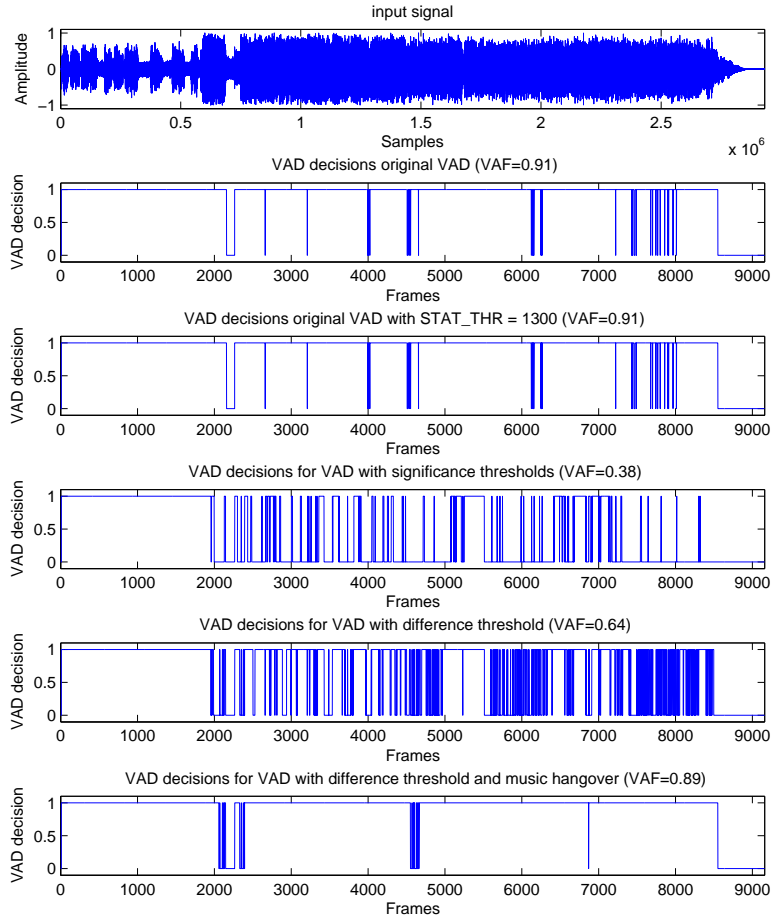 input signal
1
0
−1
Amplitude
0 0.5 1 1.5 2 2.5
Samples
x 10^6
VAD decisions original VAD (VAF=0.91)
1
0.5
0
VAD decision
0 1000 2000 3000 4000 5000 6000 7000 8000 9000
Frames
VAD decisions original VAD with STAT_THR = 1300 (VAF=0.91)
1
0.5
0
VAD decision
0 1000 2000 3000 4000 5000 6000 7000 8000 9000
Frames
VAD decisions for VAD with significance thresholds (VAF=0.38)
1
0.5
0
VAD decision
0 1000 2000 3000 4000 5000 6000 7000 8000 9000
Frames
VAD decisions for VAD with difference threshold (VAF=0.64)
1
0.5
0
VAD decision
0 1000 2000 3000 4000 5000 6000 7000 8000 9000
Frames
VAD decisions for VAD with difference threshold and music hangover (VAF=0.89)
1
0.5
0
VAD decision
0 1000 2000 3000 4000 5000 6000 7000 8000 9000
Frames